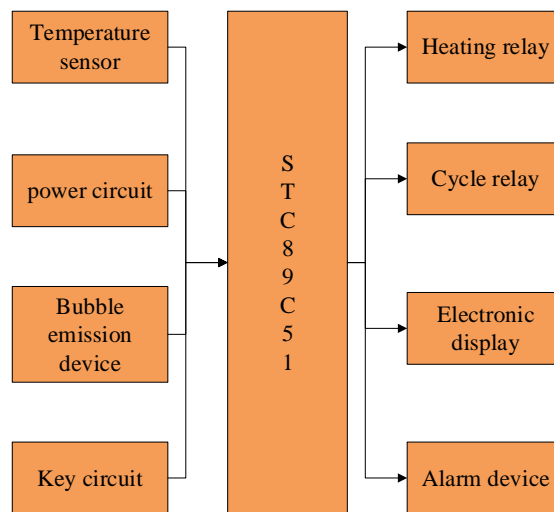 Temperature
sensor
power circuit
Bubble
emission
device
Key circuit
S
T
C
8
9
C
5
1
Heating relay
Cycle relay
Electronic
display
Alarm device